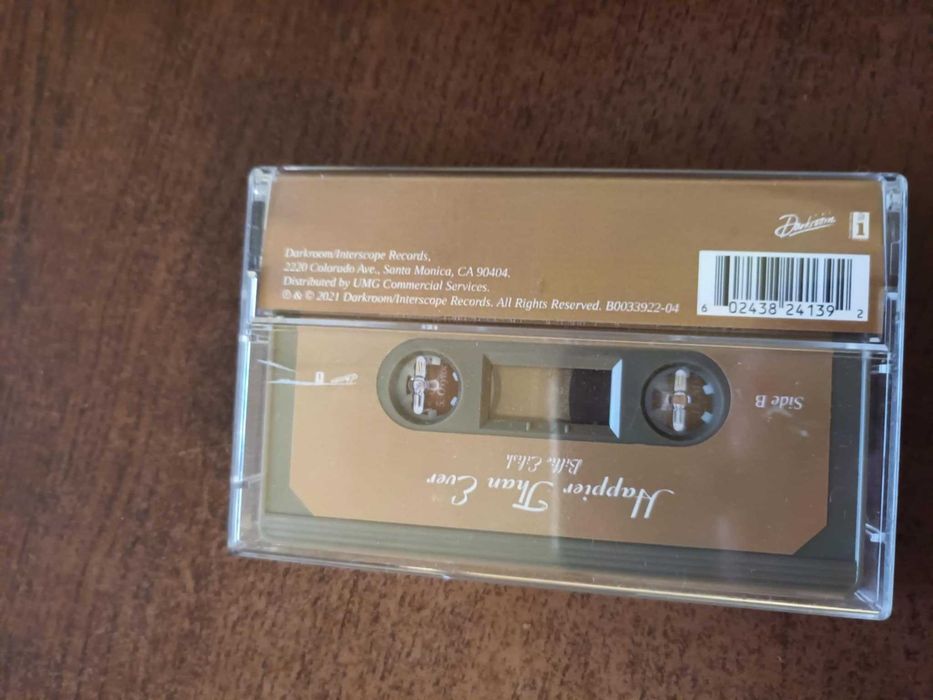 Darkroom
i
Darkroom/Interscope Records,
2220 Colorado Ave., Santa Monica, CA 90404.
Distributed by UMG Commercial Services.
℗ & © 2021 Darkroom/Interscope Records. All Rights Reserved. B0033922-04
6 02438 24139 2
Side B
Happier Than Ever
Billie Eilish